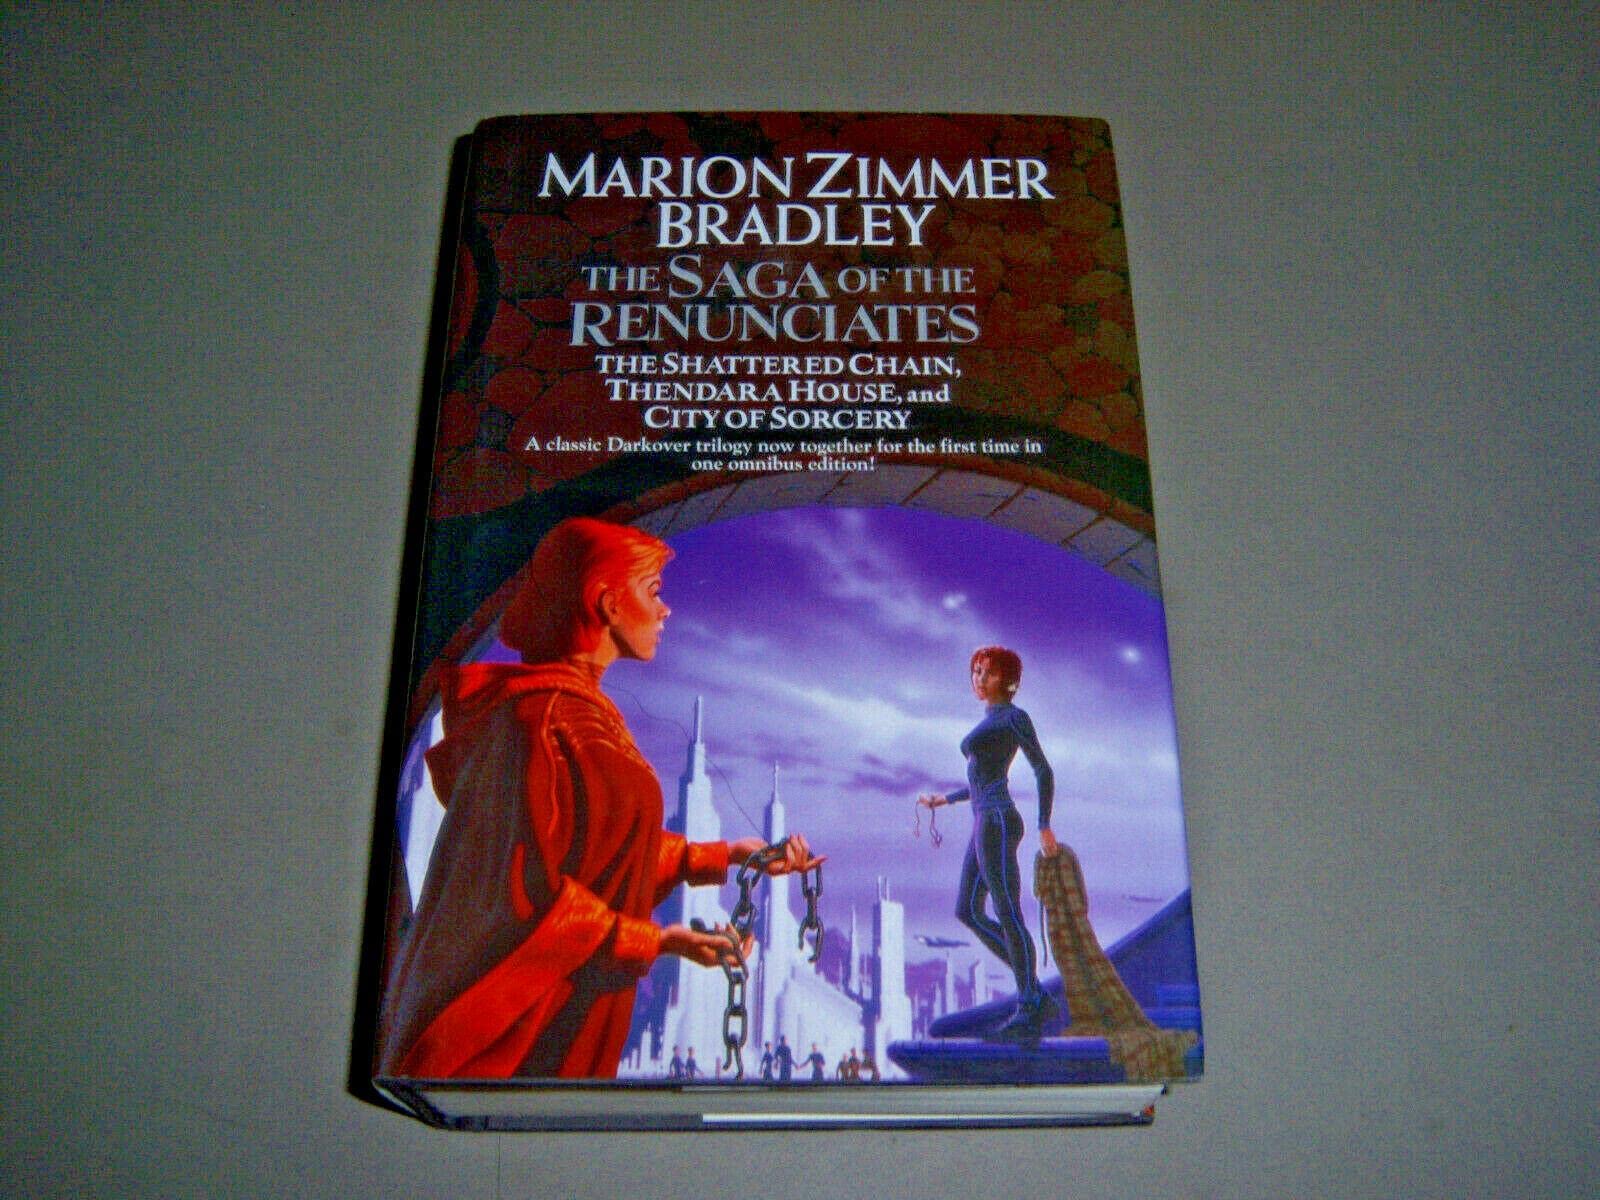 MARION ZIMMER
BRADLEY
THE SAGA OF THE
RENUNCIATES
THE SHATTERED CHAIN,
THENDARA HOUSE, and
CITY OF SORCERY
A classic Darkover trilogy now together for the first time in
one omnibus edition!